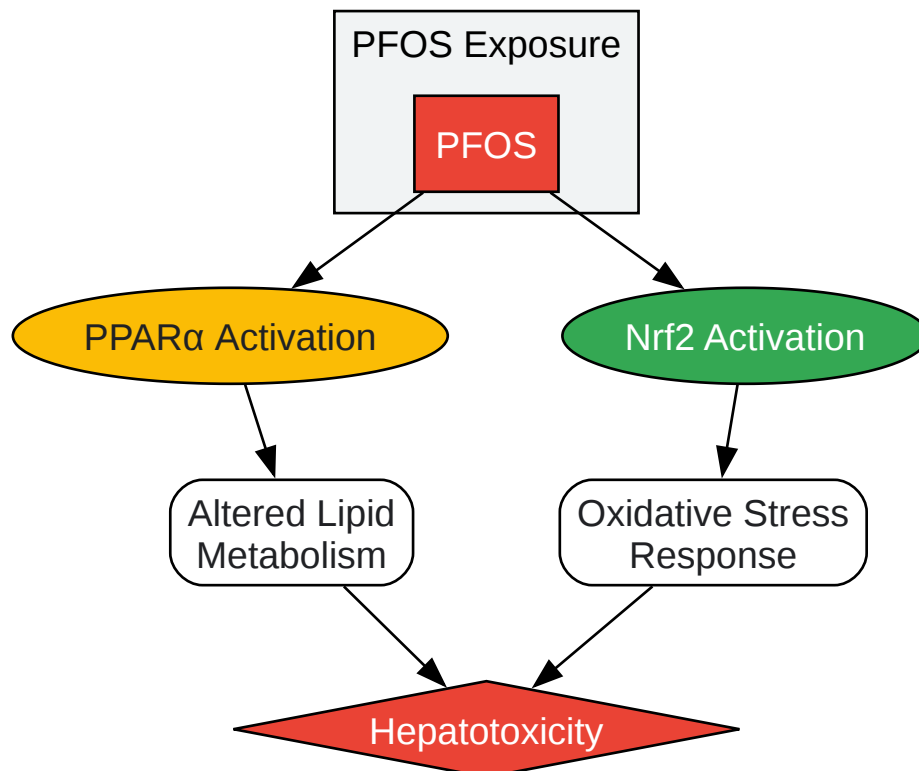 PFOS Exposure
PFOS
PPARα Activation
Nrf2 Activation
Altered Lipid
Metabolism
Oxidative Stress
Response
Hepatotoxicity